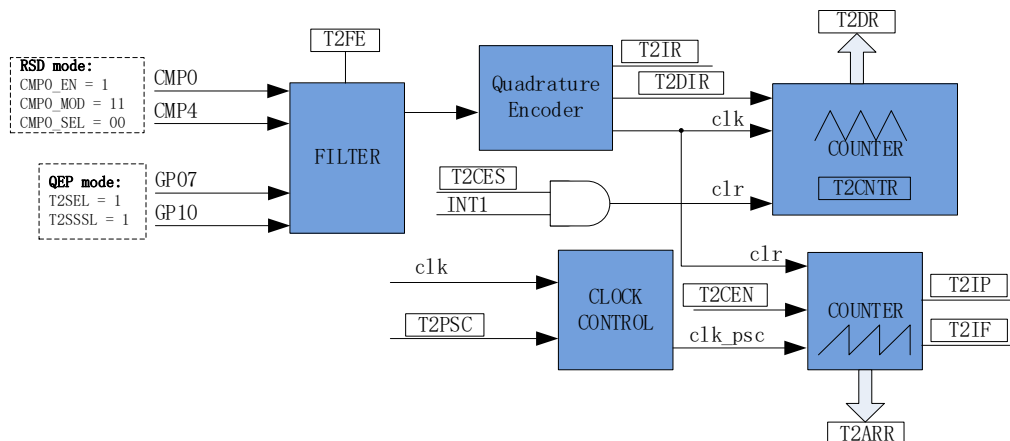 T2FE
RSD mode:
CMP0_EN = 1
CMP0_MOD = 11
CMP0_SEL = 00
CMP0
CMP4
QEP mode:
T2SEL = 1
T2SSSL = 1
GP07
GP10
FILTER
Quadrature
Encoder
T2IR
T2DIR
clk
T2DR
COUNTER
T2CNTR
T2CES
INT1
clr
clk
T2PSC
CLOCK
CONTROL
clr
T2CEN
clk_psc
COUNTER
T2IP
T2IF
T2ARR